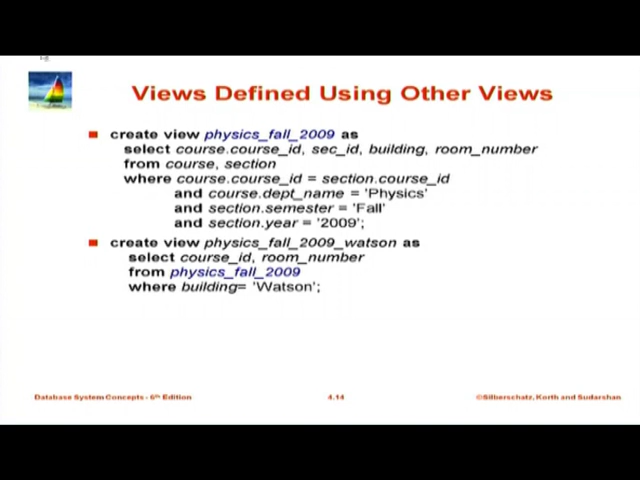 Views Defined Using Other Views
create view physics_fall_2009 as
select course.course_id, sec_id, building, room_number
from course, section
where course.course_id = section.course_id
and course.dept_name = 'Physics'
and section.semester = 'Fall'
and section.year = '2009';
create view physics_fall_2009_watson as
select course_id, room_number
from physics_fall_2009
where building= 'Watson';
Database System Concepts - 6th Edition
4.14
©Silberschatz, Korth and Sudarshan